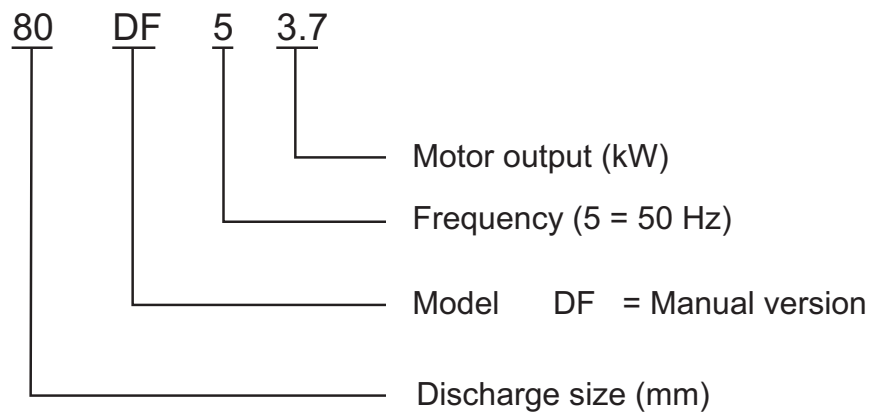 80 DF 5 3.7
Motor output (kW)
Frequency (5 = 50 Hz)
Model DF = Manual version
Discharge size (mm)